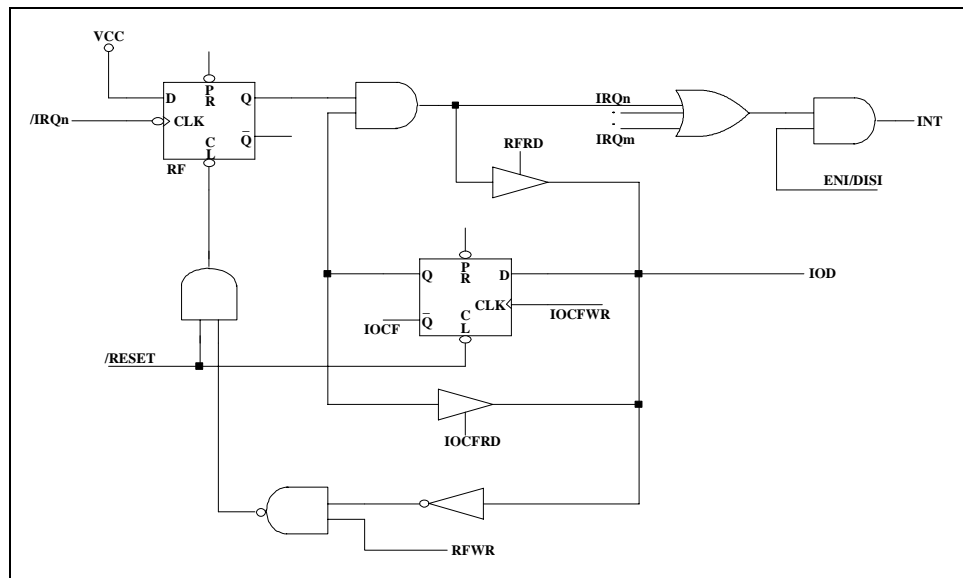 VCC
P
R
D
Q
IRQn
/IRQn
CLK
INT
C
L
Q̅
IRQm
RF
RFRD
ENI/DISI
Q
P
R
D
IOD
CLK
IOCFWR
IOCF
Q̅
C
L
/RESET
IOCFRD
RFWR